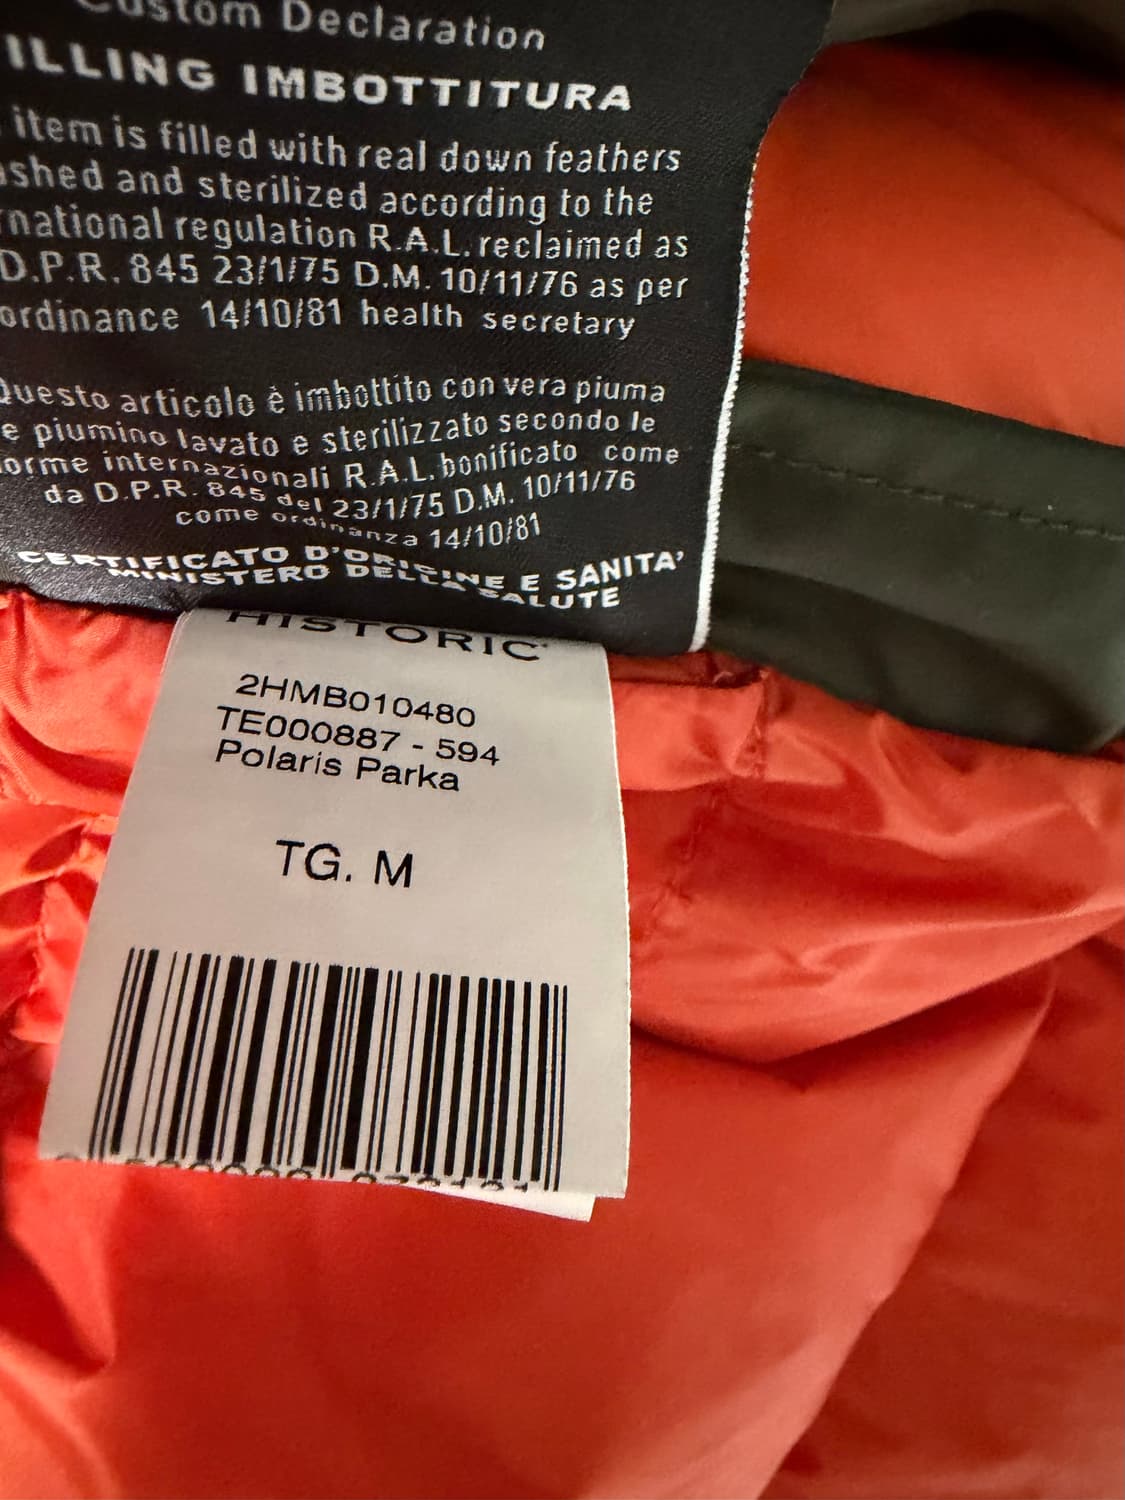 Custom Declaration
ILLING IMBOTTITURA
item is filled with real down feathers
ashed and sterilized according to the
rnational regulation R.A.L. reclaimed as
D.P.R. 845 23/1/75 D.M. 10/11/76 as per
ordinance 14/10/81 health secretary
Questo articolo è imbottito con vera piuma
e piumino lavato e sterilizzato secondo le
orme internazionali R.A.L. bonificato come
da D.P.R. 845 del 23/1/75 D.M. 10/11/76
come ordinanza 14/10/81
CERTIFICATO D'ORIGINE E SANITA'
MINISTERO DELLA SALUTE
HISTORIC
2HMB010480
TE000887 - 594
Polaris Parka
TG. M